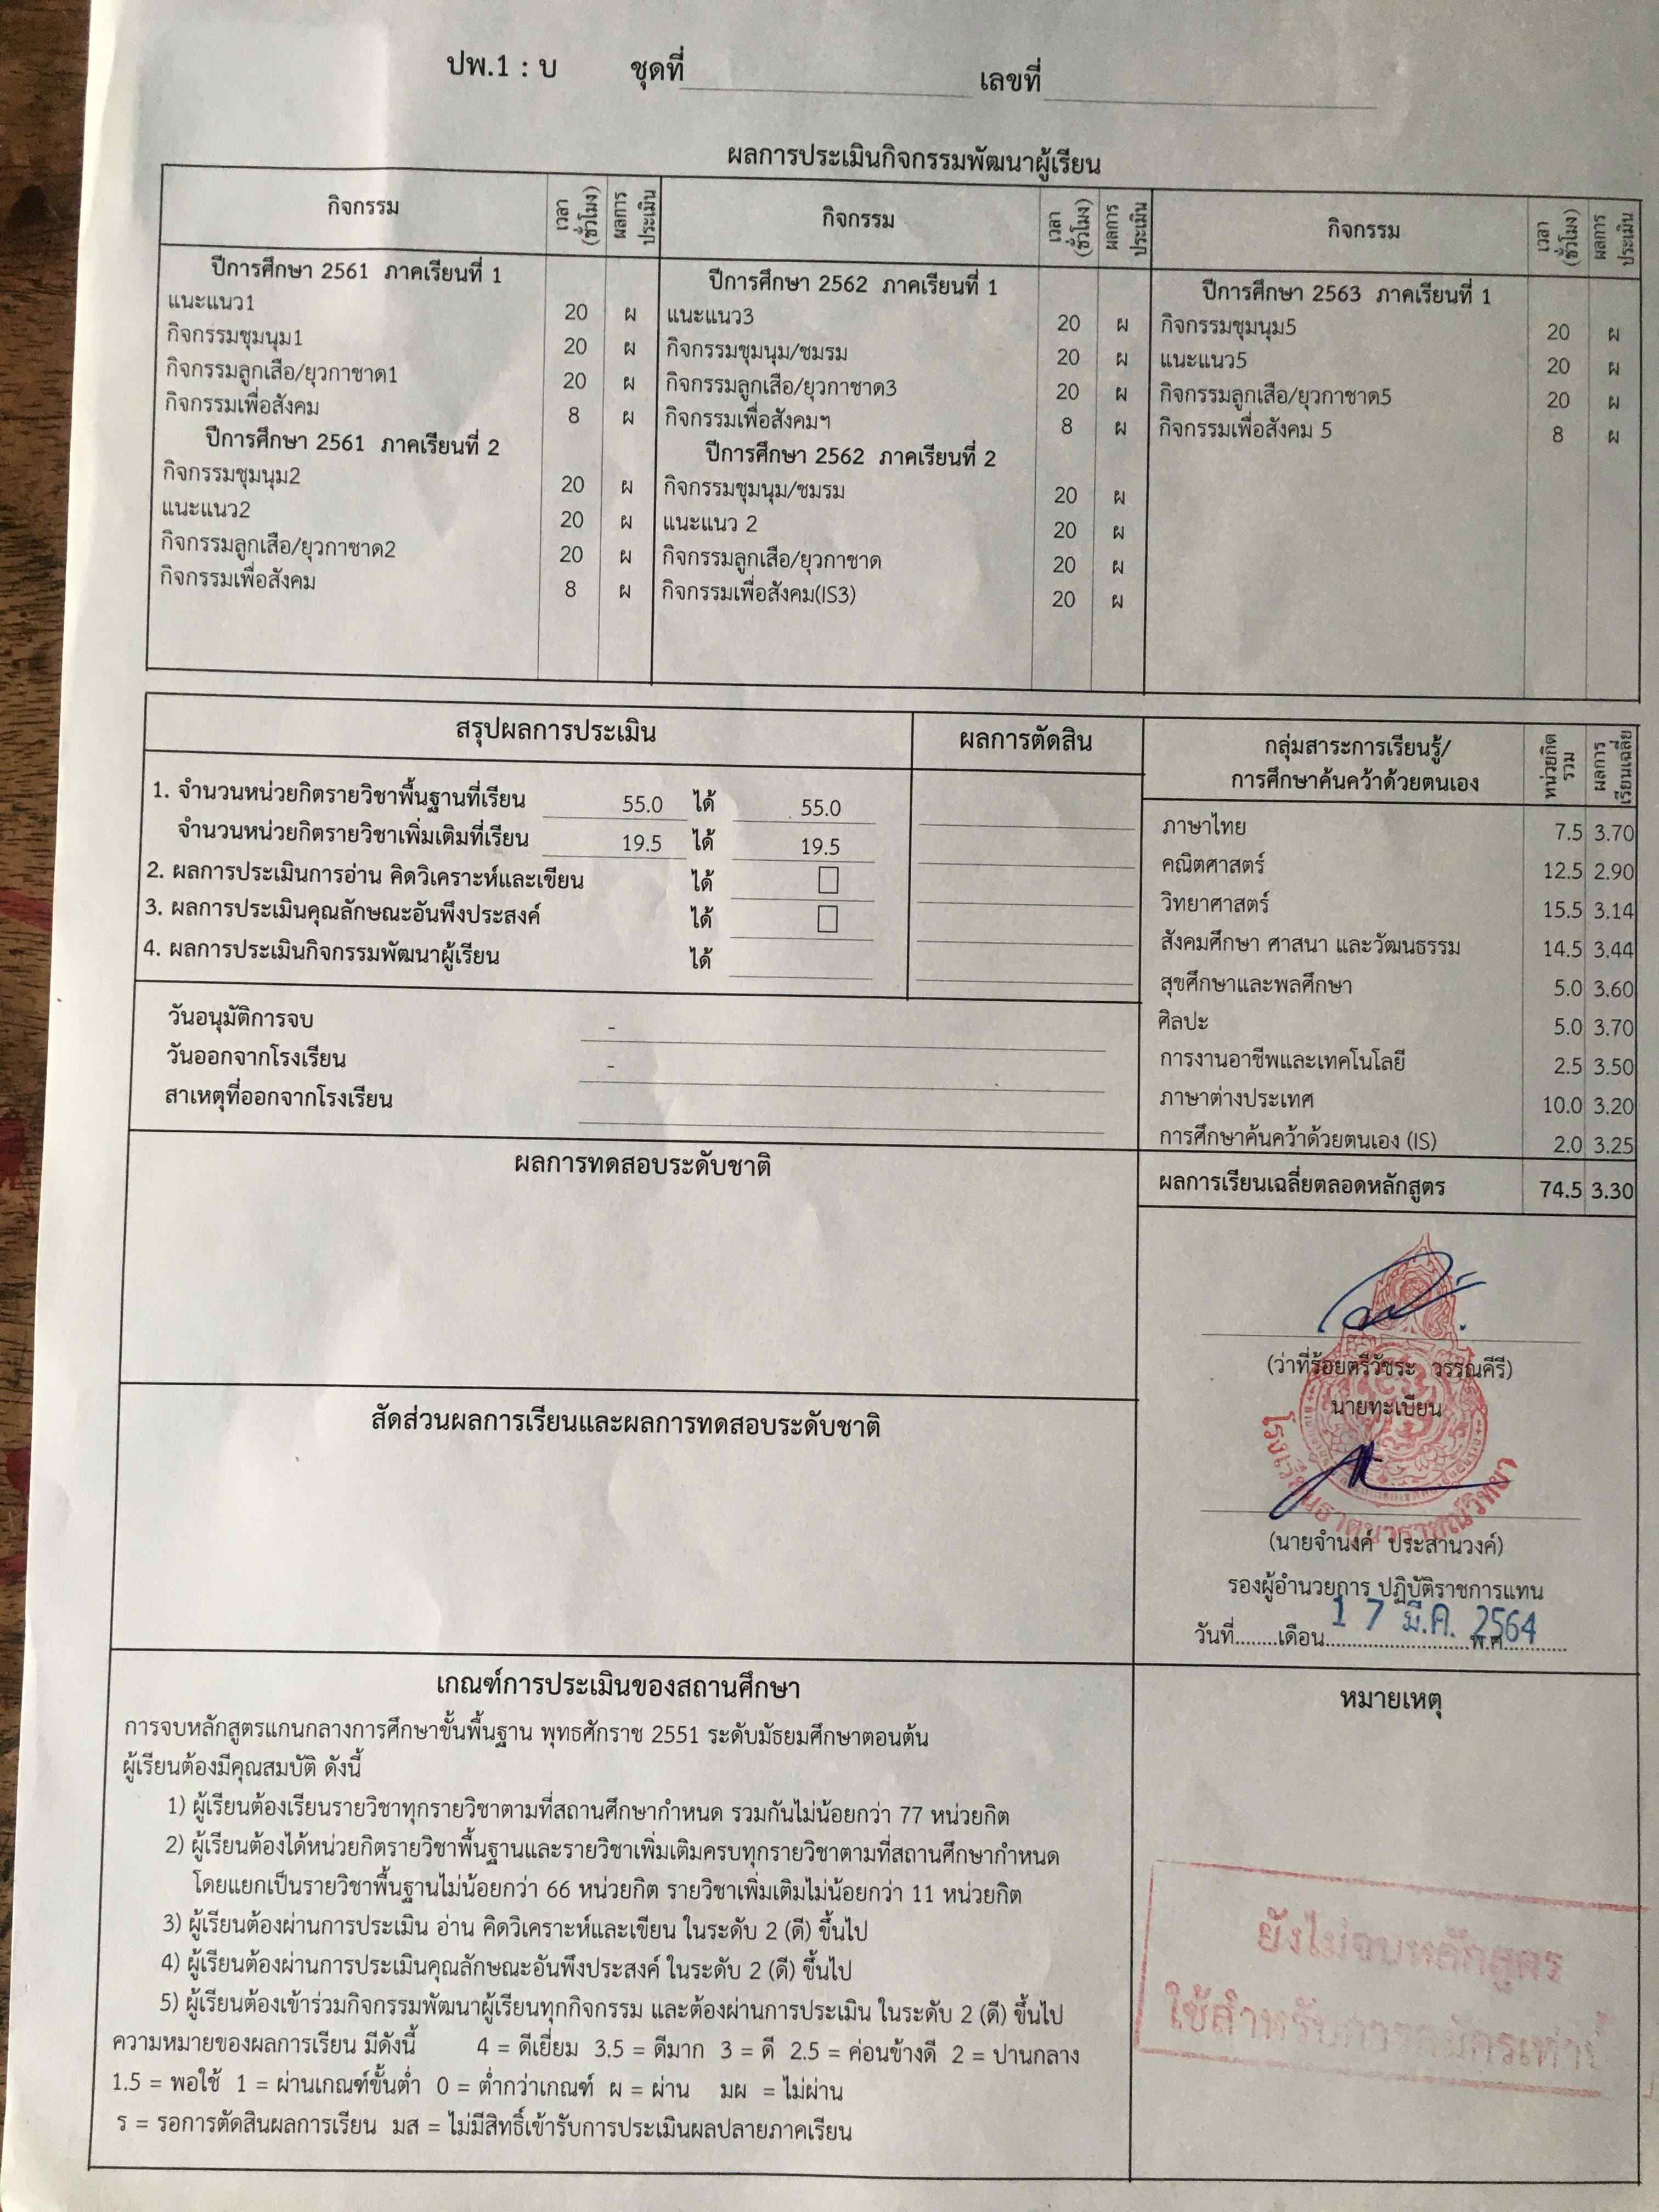 ปพ.1 : บ ชุดที่ เลขที่
ผลการประเมินกิจกรรมพัฒนาผู้เรียน
กิจกรรม เวลา (ชั่วโมง) ผลการประเมิน กิจกรรม เวลา (ชั่วโมง) ผลการประเมิน กิจกรรม เวลา (ชั่วโมง) ผลการประเมิน
ปีการศึกษา 2561 ภาคเรียนที่ 1
แนะแนว1 20 ผ
กิจกรรมชุมนุม1 20 ผ
กิจกรรมลูกเสือ/ยุวกาชาด1 20 ผ
กิจกรรมเพื่อสังคม 8 ผ
ปีการศึกษา 2561 ภาคเรียนที่ 2
กิจกรรมชุมนุม2 20 ผ
แนะแนว2 20 ผ
กิจกรรมลูกเสือ/ยุวกาชาด2 20 ผ
กิจกรรมเพื่อสังคม 8 ผ
ปีการศึกษา 2562 ภาคเรียนที่ 1
แนะแนว3 20 ผ
กิจกรรมชุมนุม/ชมรม 20 ผ
กิจกรรมลูกเสือ/ยุวกาชาด3 20 ผ
กิจกรรมเพื่อสังคมฯ 8 ผ
ปีการศึกษา 2562 ภาคเรียนที่ 2
กิจกรรมชุมนุม/ชมรม 20 ผ
แนะแนว 2 20 ผ
กิจกรรมลูกเสือ/ยุวกาชาด 20 ผ
กิจกรรมเพื่อสังคม(IS3) 20 ผ
ปีการศึกษา 2563 ภาคเรียนที่ 1
กิจกรรมชุมนุม5 20 ผ
แนะแนว5 20 ผ
กิจกรรมลูกเสือ/ยุวกาชาด5 20 ผ
กิจกรรมเพื่อสังคม 5 8 ผ
สรุปผลการประเมิน ผลการตัดสิน
1. จำนวนหน่วยกิตรายวิชาพื้นฐานที่เรียน 55.0 ได้ 55.0
จำนวนหน่วยกิตรายวิชาเพิ่มเติมที่เรียน 19.5 ได้ 19.5
2. ผลการประเมินการอ่าน คิดวิเคราะห์และเขียน ได้
3. ผลการประเมินคุณลักษณะอันพึงประสงค์ ได้
4. ผลการประเมินกิจกรรมพัฒนาผู้เรียน ได้
วันอนุมัติการจบ -
วันออกจากโรงเรียน -
สาเหตุที่ออกจากโรงเรียน
กลุ่มสาระการเรียนรู้/
การศึกษาค้นคว้าด้วยตนเอง หน่วยกิตรวม ผลการเรียนเฉลี่ย
ภาษาไทย 7.5 3.70
คณิตศาสตร์ 12.5 2.90
วิทยาศาสตร์ 15.5 3.14
สังคมศึกษา ศาสนา และวัฒนธรรม 14.5 3.44
สุขศึกษาและพลศึกษา 5.0 3.60
ศิลปะ 5.0 3.70
การงานอาชีพและเทคโนโลยี 2.5 3.50
ภาษาต่างประเทศ 10.0 3.20
การศึกษาค้นคว้าด้วยตนเอง (IS) 2.0 3.25
ผลการเรียนเฉลี่ยตลอดหลักสูตร 74.5 3.30
ผลการทดสอบระดับชาติ
สัดส่วนผลการเรียนและผลการทดสอบระดับชาติ
(ว่าที่ร้อยตรีวัชระ วรรณคีรี)
นายทะเบียน
(นายจำนงค์ ประสานวงค์)
รองผู้อำนวยการ ปฏิบัติราชการแทน
วันที่........เดือน..........................พ.ศ...........
1 7 มี.ค. 2564
เกณฑ์การประเมินของสถานศึกษา
การจบหลักสูตรแกนกลางการศึกษาขั้นพื้นฐาน พุทธศักราช 2551 ระดับมัธยมศึกษาตอนต้น
ผู้เรียนต้องมีคุณสมบัติ ดังนี้
1) ผู้เรียนต้องเรียนรายวิชาทุกรายวิชาตามที่สถานศึกษากำหนด รวมกันไม่น้อยกว่า 77 หน่วยกิต
2) ผู้เรียนต้องได้หน่วยกิตรายวิชาพื้นฐานและรายวิชาเพิ่มเติมครบทุกรายวิชาตามที่สถานศึกษากำหนด
โดยแยกเป็นรายวิชาพื้นฐานไม่น้อยกว่า 66 หน่วยกิต รายวิชาเพิ่มเติมไม่น้อยกว่า 11 หน่วยกิต
3) ผู้เรียนต้องผ่านการประเมิน อ่าน คิดวิเคราะห์และเขียน ในระดับ 2 (ดี) ขึ้นไป
4) ผู้เรียนต้องผ่านการประเมินคุณลักษณะอันพึงประสงค์ ในระดับ 2 (ดี) ขึ้นไป
5) ผู้เรียนต้องเข้าร่วมกิจกรรมพัฒนาผู้เรียนทุกกิจกรรม และต้องผ่านการประเมิน ในระดับ 2 (ดี) ขึ้นไป
ความหมายของผลการเรียน มีดังนี้ 4 = ดีเยี่ยม 3.5 = ดีมาก 3 = ดี 2.5 = ค่อนข้างดี 2 = ปานกลาง
1.5 = พอใช้ 1 = ผ่านเกณฑ์ขั้นต่ำ 0 = ต่ำกว่าเกณฑ์ ผ = ผ่าน มผ = ไม่ผ่าน
ร = รอการตัดสินผลการเรียน มส = ไม่มีสิทธิ์เข้ารับการประเมินผลปลายภาคเรียน
หมายเหตุ
ยังไม่จบหลักสูตร